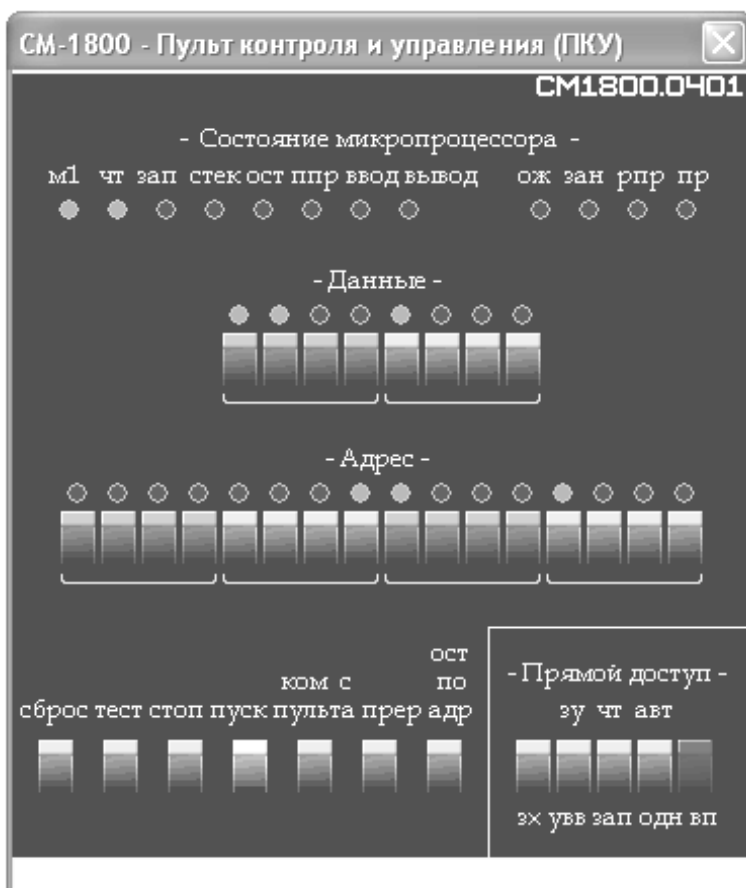 СМ-1800 - Пульт контроля и управления (ПКУ)
СМ1800.0401
- Состояние микропроцессора -
м1 чт зап стек ост ппр ввод вывод ож зан рпр пр
- Данные -
- Адрес -
ост
ком с по
сброс тест стоп пуск пульта прер адр
- Прямой доступ -
зу чт авт
зх увв зап одн вп